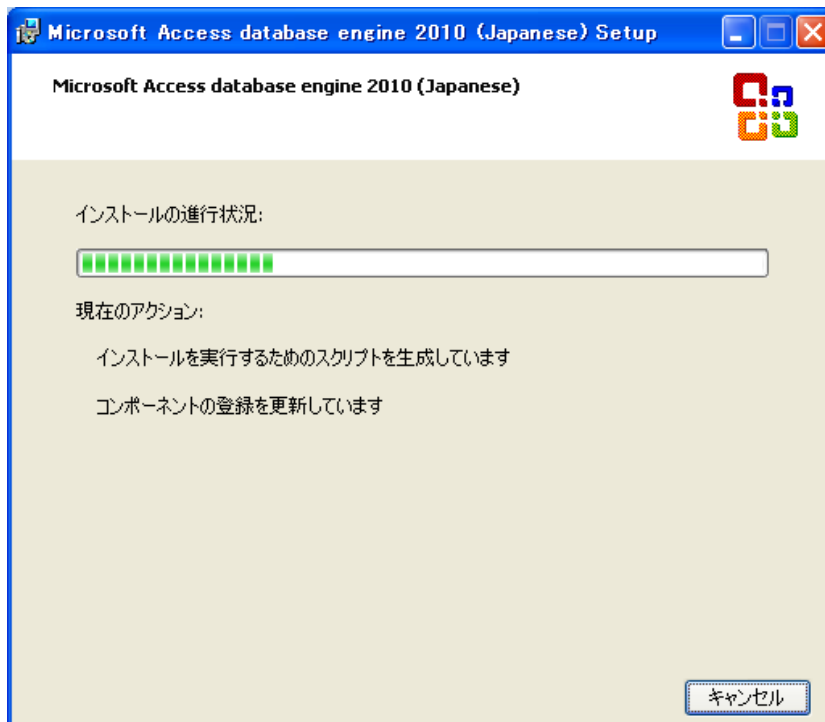 Microsoft Access database engine 2010 (Japanese) Setup
Microsoft Access database engine 2010 (Japanese)
インストールの進行状況:
現在のアクション:
インストールを実行するためのスクリプトを生成しています
コンポーネントの登録を更新しています
キャンセル